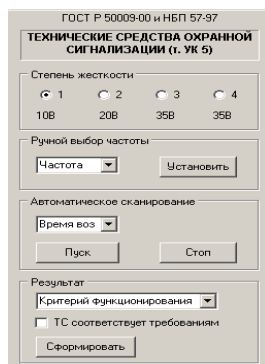 ГОСТ Р 50009-00 и НБП 57-97
ТЕХНИЧЕСКИЕ СРЕДСТВА ОХРАННОЙ
СИГНАЛИЗАЦИИ (т. УК 5)
Степень жесткости
1 2 3 4
10В 20В 35В 35В
Ручной выбор частоты
Частота Установить
Автоматическое сканирование
Время воз
Пуск Стоп
Результат
Критерий функционирования
ТС соответствует требованиям
Сформировать